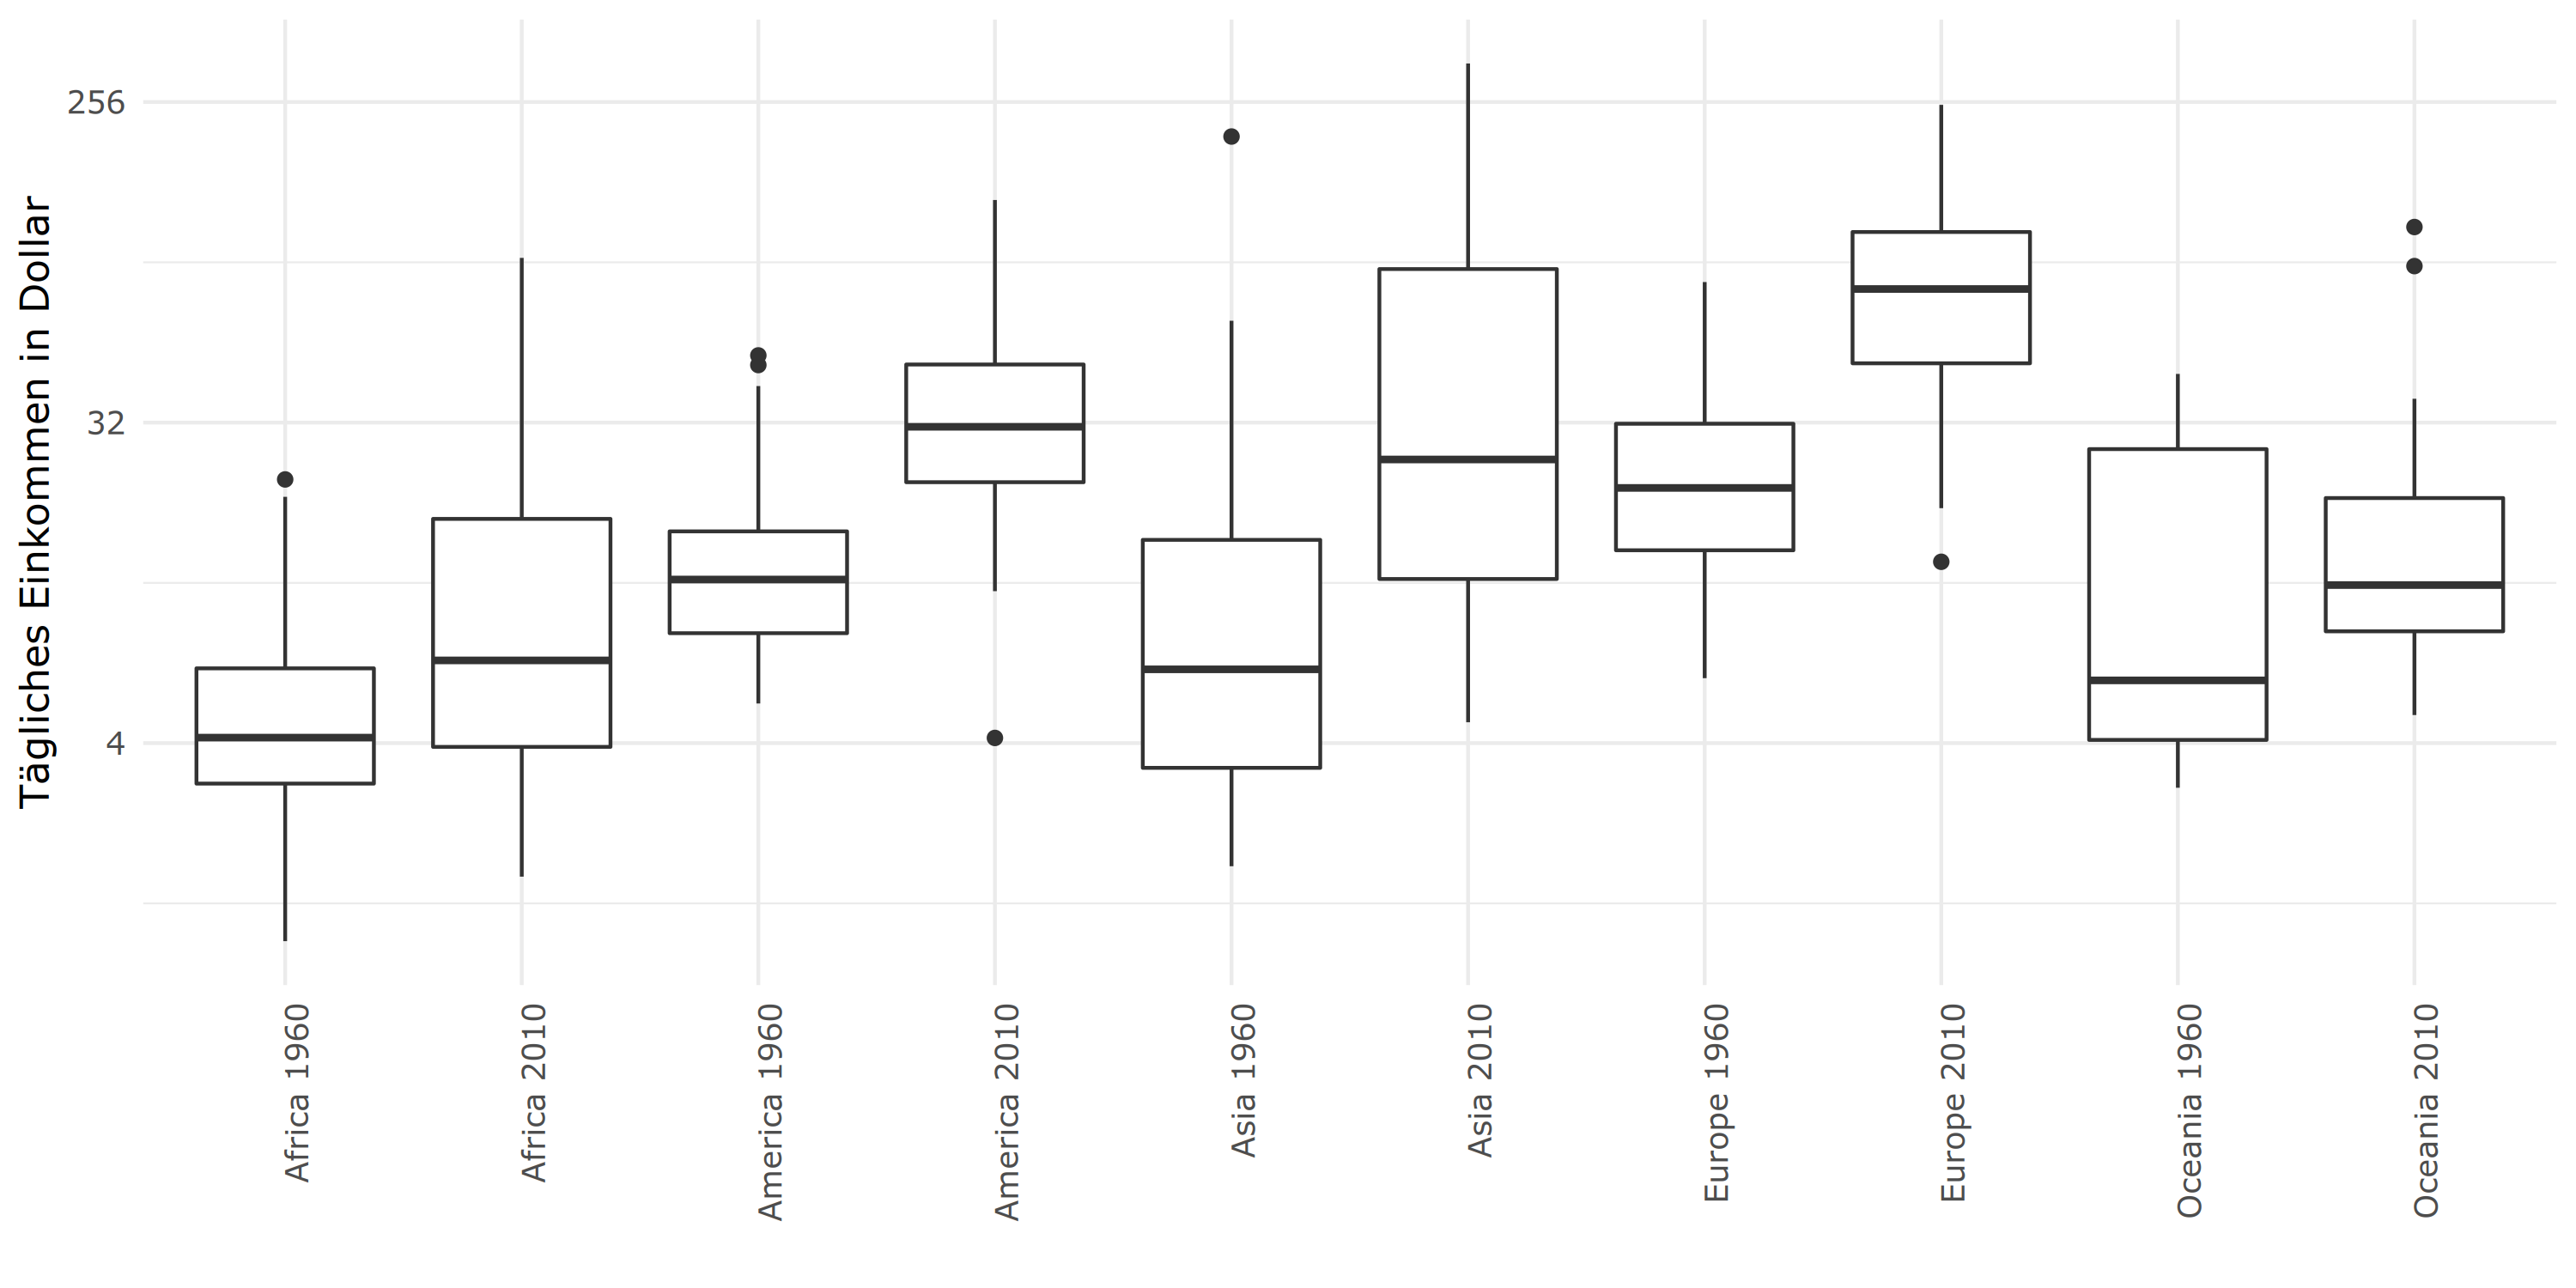 Tägliches Einkommen in Dollar
256
32
4
Africa 1960
Africa 2010
America 1960
America 2010
Asia 1960
Asia 2010
Europe 1960
Europe 2010
Oceania 1960
Oceania 2010